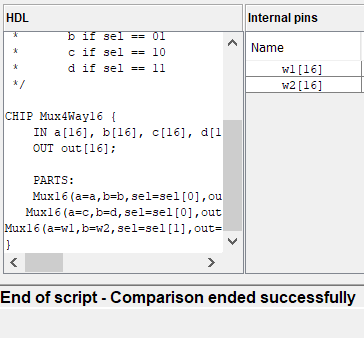 HDL
Internal pins
* b if sel == 01
* c if sel == 10
* d if sel == 11
*/
CHIP Mux4Way16 {
IN a[16], b[16], c[16], d[1
OUT out[16];
PARTS:
Mux16(a=a,b=b,sel=sel[0],ou
Mux16(a=c,b=d,sel=sel[0],out
Mux16(a=w1,b=w2,sel=sel[1],out=
}
Name
w1[16]
w2[16]
End of script - Comparison ended successfully